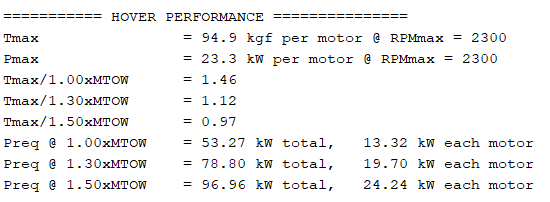 =========== HOVER PERFORMANCE ===============
Tmax = 94.9 kgf per motor @ RPMmax = 2300
Pmax = 23.3 kW per motor @ RPMmax = 2300
Tmax/1.00xMTOW = 1.46
Tmax/1.30xMTOW = 1.12
Tmax/1.50xMTOW = 0.97
Preq @ 1.00xMTOW = 53.27 kW total, 13.32 kW each motor
Preq @ 1.30xMTOW = 78.80 kW total, 19.70 kW each motor
Preq @ 1.50xMTOW = 96.96 kW total, 24.24 kW each motor